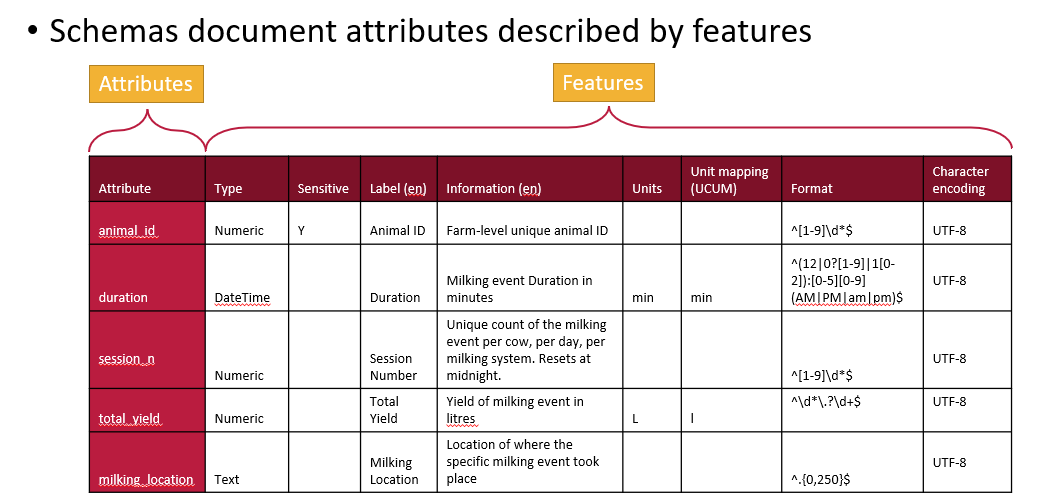 • Schemas document attributes described by features
Attributes
Features
Attribute
Type
Sensitive
Label (en)
Information (en)
Units
Unit mapping
(UCUM)
Format
Character
encoding
animal_id
Numeric
Y
Animal ID
Farm-level unique animal ID
^[1-9]\d*$
UTF-8
duration
DateTime
Duration
Milking event Duration in
minutes
min
min
^(12|0?[1-9]|1[0-
2]):[0-5][0-9]
(AM|PM|am|pm)$
UTF-8
session_n
Numeric
Session
Number
Unique count of the milking
event per cow, per day, per
milking system. Resets at
midnight.
^[1-9]\d*$
UTF-8
total_yield
Numeric
Total
Yield
Yield of milking event in
litres
L
l
^\d*\.?\d+$
UTF-8
milking_location
Text
Milking
Location
Location of where the
specific milking event took
place
^.{0,250}$
UTF-8